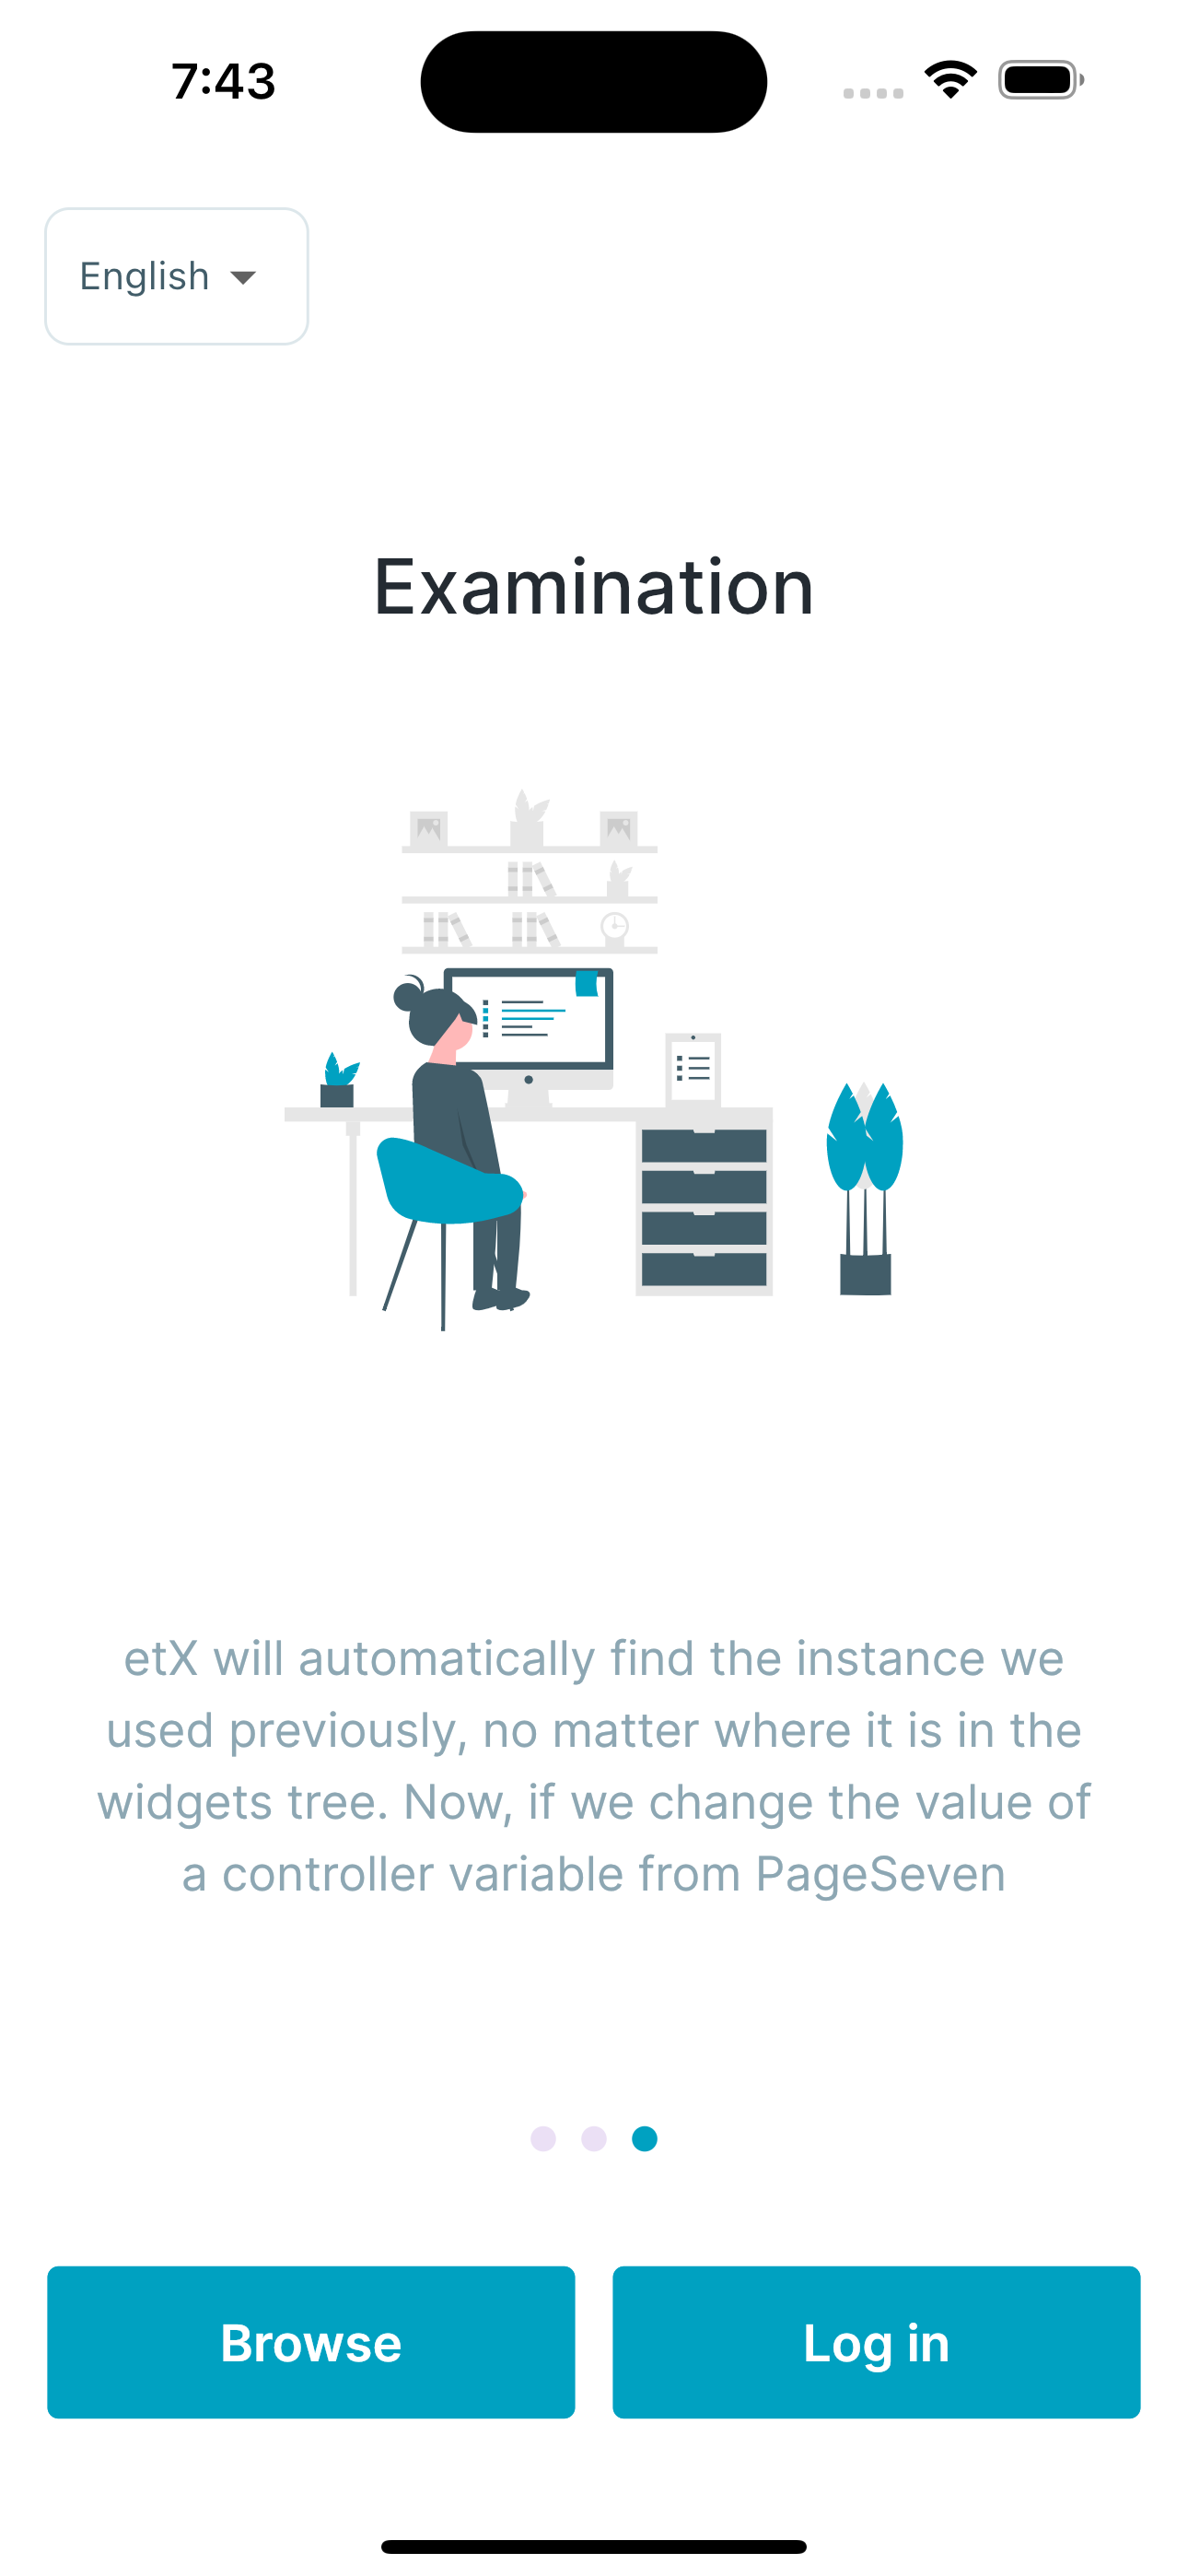 7:43
English
Examination
etX will automatically find the instance we
used previously, no matter where it is in the
widgets tree. Now, if we change the value of
a controller variable from PageSeven
Browse
Log in